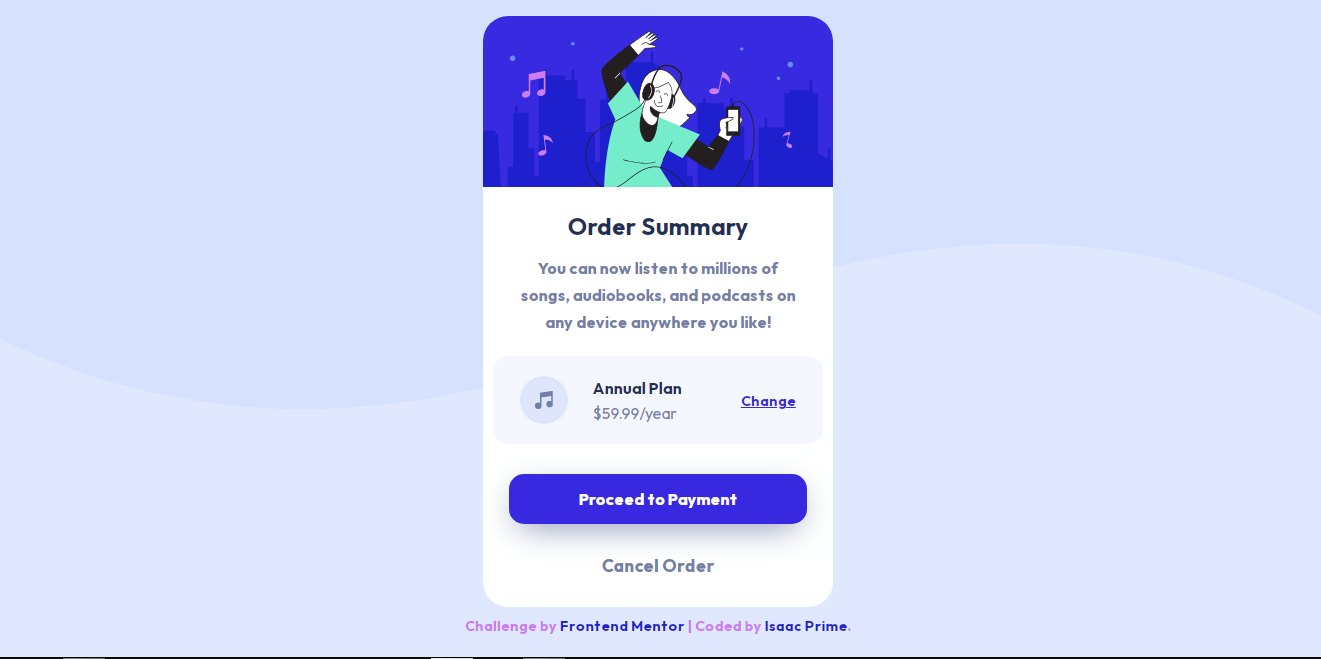 Order Summary
You can now listen to millions of
songs, audiobooks, and podcasts on
any device anywhere you like!
Annual Plan
$59.99/year
Change
Proceed to Payment
Cancel Order
Challenge by Frontend Mentor | Coded by Isaac Prime.